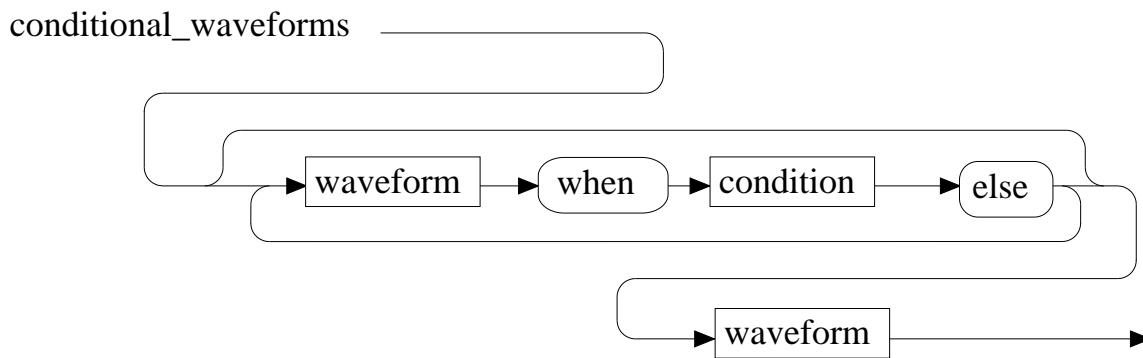 conditional_waveforms
waveform when condition else
waveform